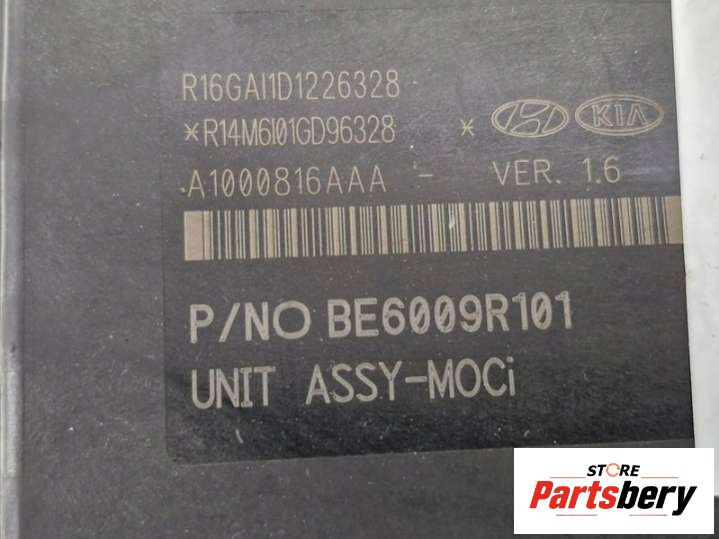 R16GAI1D1226328
*R14M6I01GD96328 * KIA
A1000816AAA - VER. 1.6
P/NO BE6009R101
UNIT ASSY-MOCi
STORE
Partsbery